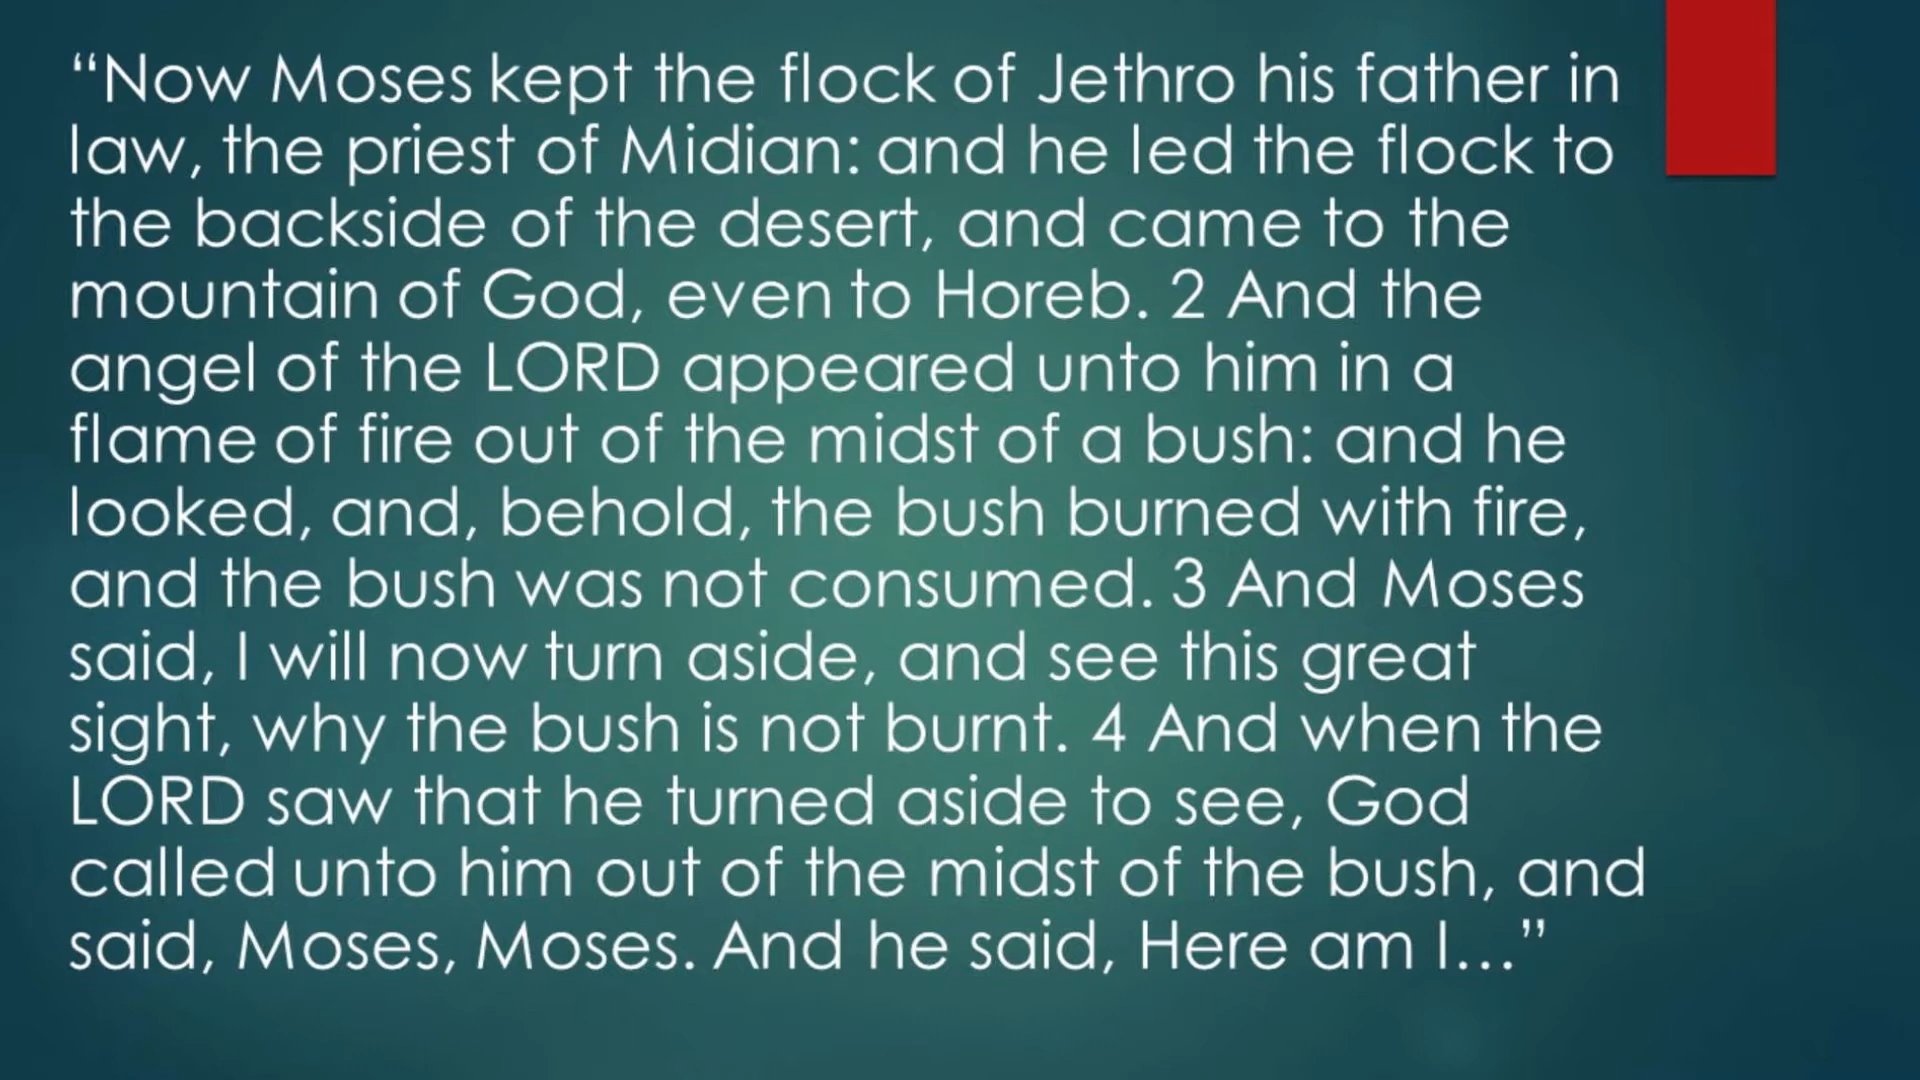 “Now Moses kept the flock of Jethro his father in
law, the priest of Midian: and he led the flock to
the backside of the desert, and came to the
mountain of God, even to Horeb. 2 And the
angel of the LORD appeared unto him in a
flame of fire out of the midst of a bush: and he
looked, and, behold, the bush burned with fire,
and the bush was not consumed. 3 And Moses
said, I will now turn aside, and see this great
sight, why the bush is not burnt. 4 And when the
LORD saw that he turned aside to see, God
called unto him out of the midst of the bush, and
said, Moses, Moses. And he said, Here am I…”